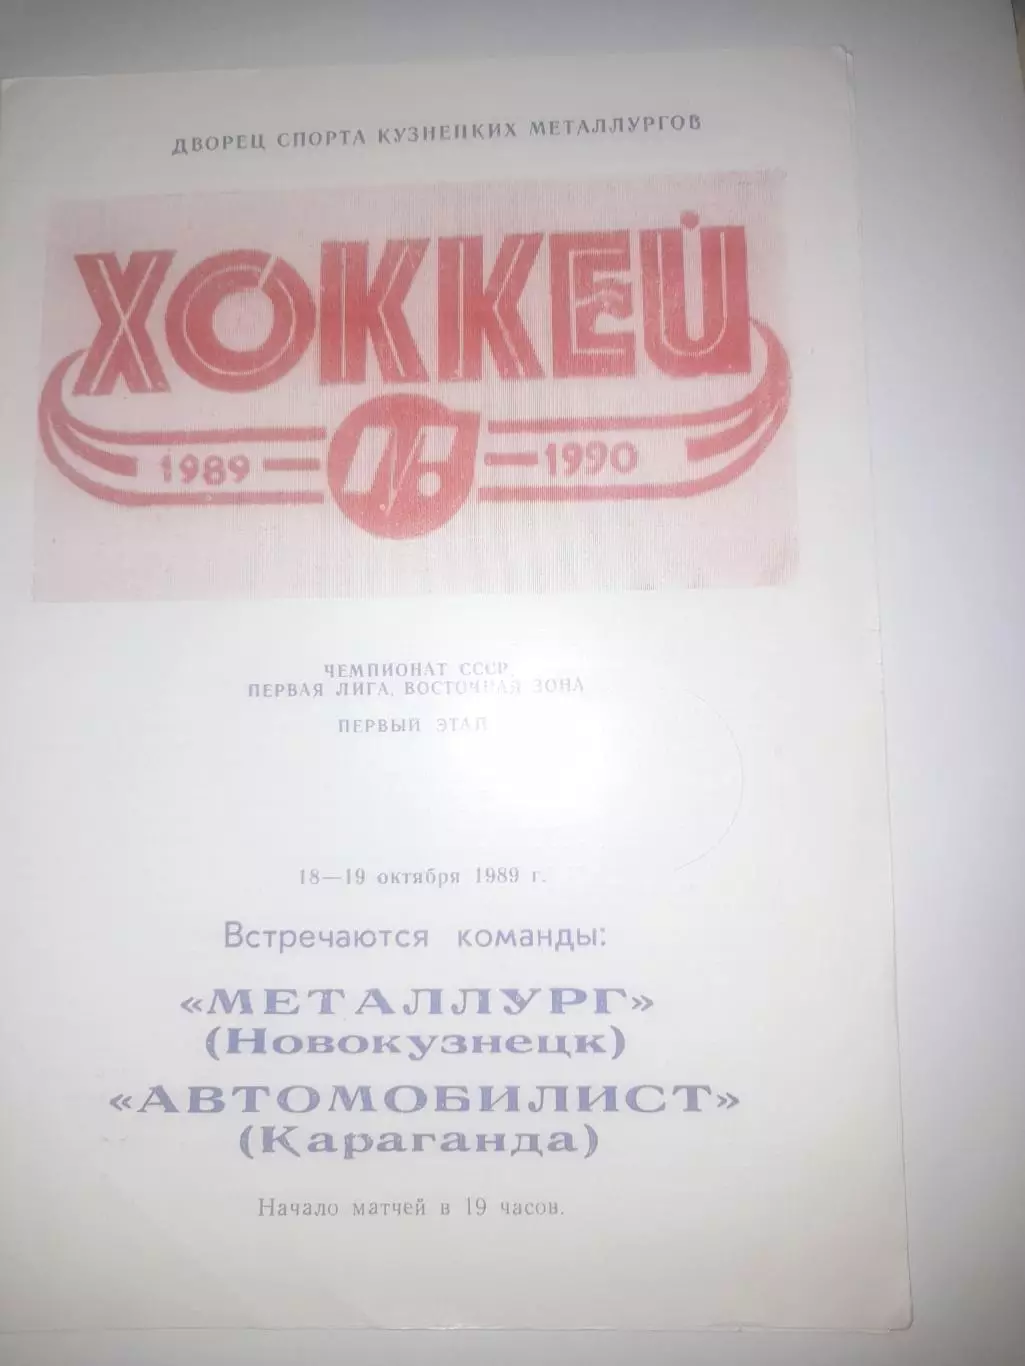 ДВОРЕЦ СПОРТА КУЗНЕЦКИХ МЕТАЛЛУРГОВ
ХОККЕЙ
1989 — — 1990
ЧЕМПИОНАТ СССР.
ПЕРВАЯ ЛИГА, ВОСТОЧНАЯ ЗОНА
ПЕРВЫЙ ЭТАП
18—19 октября 1989 г.
Встречаются команды:
«МЕТАЛЛУРГ»
(Новокузнецк)
«АВТОМОБИЛИСТ»
(Караганда)
Начало матчей в 19 часов.